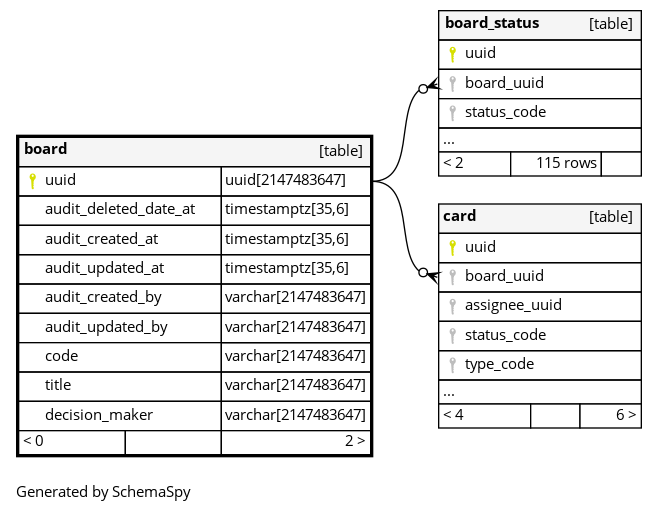 board [table]
uuid uuid[2147483647]
audit_deleted_date_at timestamptz[35,6]
audit_created_at timestamptz[35,6]
audit_updated_at timestamptz[35,6]
audit_created_by varchar[2147483647]
audit_updated_by varchar[2147483647]
code varchar[2147483647]
title varchar[2147483647]
decision_maker varchar[2147483647]
< 0 2 >
board_status [table]
uuid
board_uuid
status_code
...
< 2 115 rows
card [table]
uuid
board_uuid
assignee_uuid
status_code
type_code
...
< 4 6 >
Generated by SchemaSpy